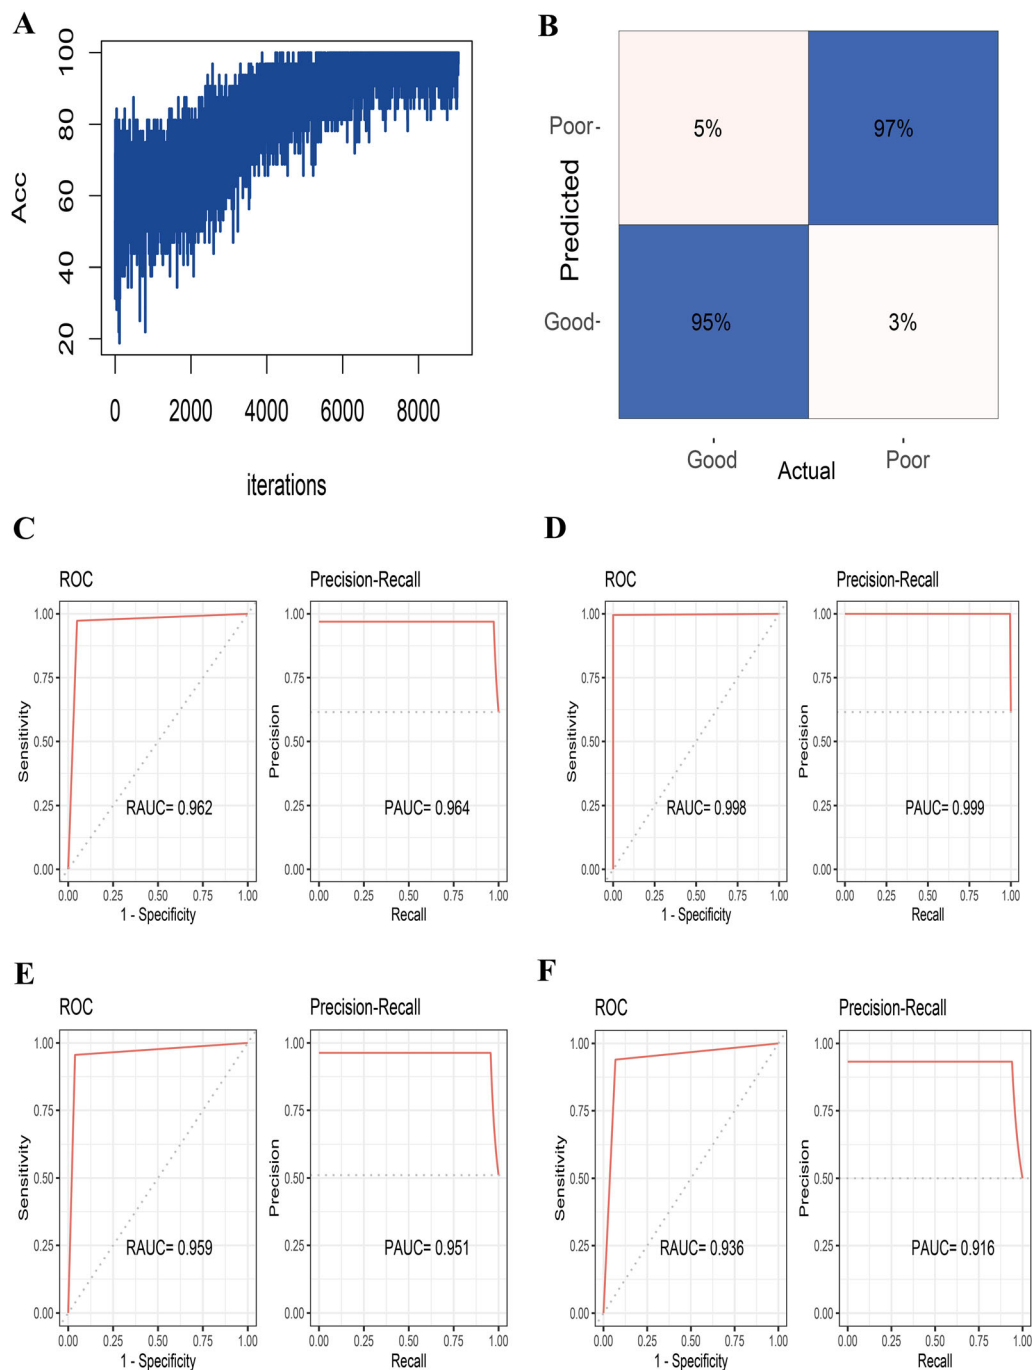 A
Acc
100
80
60
40
20
0 2000 4000 6000 8000
iterations
B
Predicted
Poor
5% 97%
Good
95% 3%
Good Poor
Actual
C
ROC
Sensitivity
1.00
0.75
0.50
0.25
0.00
RAUC= 0.962
0.00 0.25 0.50 0.75 1.00
1 - Specificity
Precision-Recall
Precision
1.00
0.75
0.50
0.25
0.00
PAUC= 0.964
0.00 0.25 0.50 0.75 1.00
Recall
D
ROC
Sensitivity
1.00
0.75
0.50
0.25
0.00
RAUC= 0.998
0.00 0.25 0.50 0.75 1.00
1 - Specificity
Precision-Recall
Precision
1.00
0.75
0.50
0.25
0.00
PAUC= 0.999
0.00 0.25 0.50 0.75 1.00
Recall
E
ROC
Sensitivity
1.00
0.75
0.50
0.25
0.00
RAUC= 0.959
0.00 0.25 0.50 0.75 1.00
1 - Specificity
Precision-Recall
Precision
1.00
0.75
0.50
0.25
0.00
PAUC= 0.951
0.00 0.25 0.50 0.75 1.00
Recall
F
ROC
Sensitivity
1.00
0.75
0.50
0.25
0.00
RAUC= 0.936
0.00 0.25 0.50 0.75 1.00
1 - Specificity
Precision-Recall
Precision
1.00
0.75
0.50
0.25
0.00
PAUC= 0.916
0.00 0.25 0.50 0.75 1.00
Recall